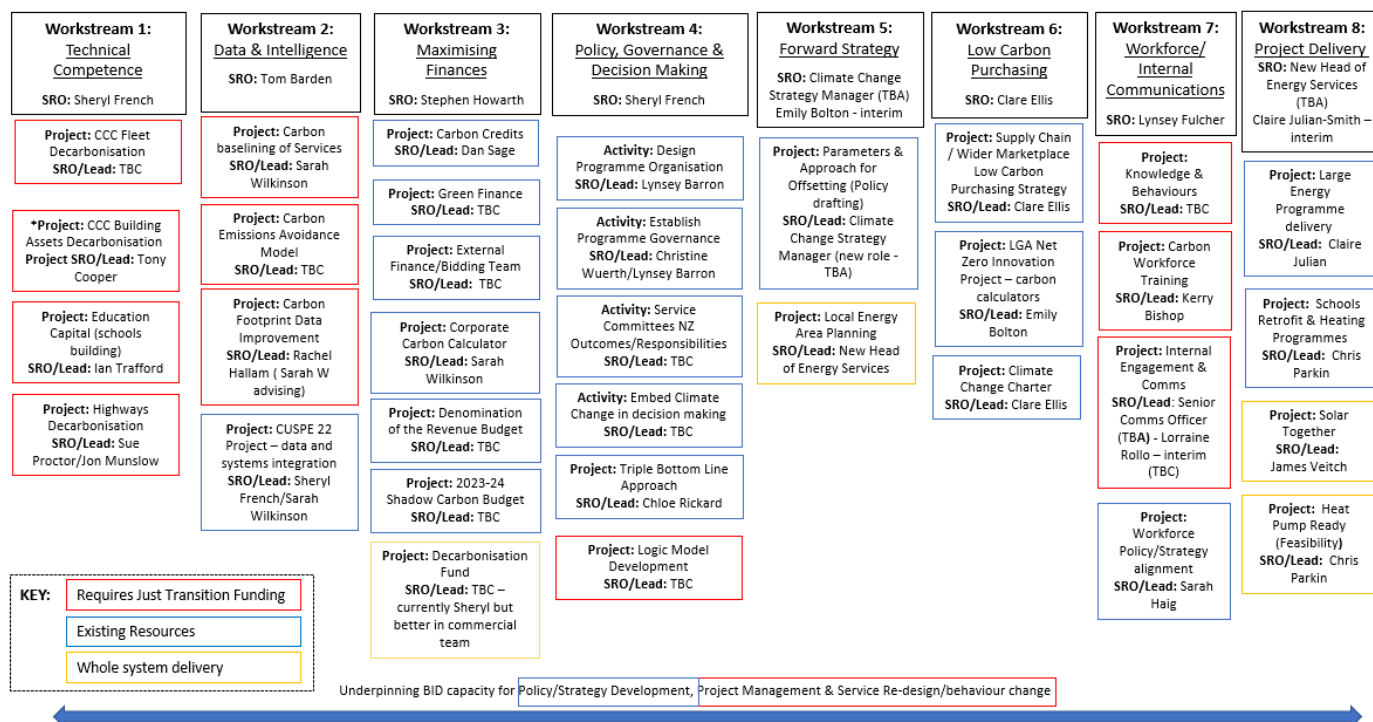 Workstream 1:
Technical
Competence
SRO: Sheryl French
Project: CCC Fleet
Decarbonisation
SRO/Lead: TBC
*Project: CCC Building
Assets Decarbonisation
Project SRO/Lead: Tony
Cooper
Project: Education
Capital (schools
building)
SRO/Lead: Ian Trafford
Project: Highways
Decarbonisation
SRO/Lead: Sue
Proctor/Jon Munslow
Workstream 2:
Data & Intelligence
SRO: Tom Barden
Project: Carbon
baselining of Services
SRO/Lead: Sarah
Wilkinson
Project: Carbon
Emissions Avoidance
Model
SRO/Lead: TBC
Project: Carbon
Footprint Data
Improvement
SRO/Lead: Rachel
Hallam ( Sarah W
advising)
Project: CUSPE 22
Project – data and
systems integration
SRO/Lead: Sheryl
French/Sarah
Wilkinson
Workstream 3:
Maximising
Finances
SRO: Stephen Howarth
Project: Carbon Credits
SRO/Lead: Dan Sage
Project: Green Finance
SRO/Lead: TBC
Project: External
Finance/Bidding Team
SRO/Lead: TBC
Project: Corporate
Carbon Calculator
SRO/Lead: Sarah
Wilkinson
Project: Denomination
of the Revenue Budget
SRO/Lead: TBC
Project: 2023-24
Shadow Carbon Budget
SRO/Lead: TBC
Project: Decarbonisation
Fund
SRO/Lead: TBC –
currently Sheryl but
better in commercial
team
Workstream 4:
Policy, Governance &
Decision Making
SRO: Sheryl French
Activity: Design
Programme Organisation
SRO/Lead: Lynsey Barron
Activity: Establish
Programme Governance
SRO/Lead: Christine
Wuerth/Lynsey Barron
Activity:
Service
Committees NZ
Outcomes/Responsibilities
SRO/Lead: TBC
Activity: Embed Climate
Change in decision making
SRO/Lead: TBC
Project: Triple Bottom Line
Approach
SRO/Lead: Chloe Rickard
Project: Logic Model
Development
SRO/Lead: TBC
Workstream 5:
Forward Strategy
SRO: Climate Change
Strategy Manager (TBA)
Emily Bolton - interim
Project: Parameters &
Approach for
Offsetting (Policy
drafting)
SRO/Lead: Climate
Change Strategy
Manager (new role -
TBA)
Project: Local Energy
Area Planning
SRO/Lead: New Head
of Energy Services
Workstream 6:
Low Carbon
Purchasing
SRO: Clare Ellis
Project: Supply Chain
/ Wider Marketplace
Low Carbon
Purchasing Strategy
SRO/Lead: Clare Ellis
Project: LGA Net
Zero Innovation
Project – carbon
calculators
SRO/Lead: Emily
Bolton
Project: Climate
Change Charter
SRO/Lead: Clare Ellis
Workstream 7:
Workforce/
Internal
Communications
SRO: Lynsey Fulcher
Project:
Knowledge &
Behaviours
SRO/Lead: TBC
Project: Carbon
Workforce
Training
SRO/Lead: Kerry
Bishop
Project: Internal
Engagement &
Comms
SRO/Lead: Senior
Comms Officer
(TBA) - Lorraine
Rollo – interim
(TBC)
Project:
Workforce
Policy/Strategy
alignment
SRO/Lead: Sarah
Haig
Workstream 8:
Project Delivery
SRO: New Head of
Energy Services
(TBA)
Claire Julian-Smith –
interim
Project: Large
Energy
Programme
delivery
SRO/Lead: Claire
Julian
Project: Schools
Retrofit & Heating
Programmes
SRO/Lead: Chris
Parkin
Project: Solar
Together
SRO/Lead:
James Veitch
Project: Heat
Pump Ready
(Feasibility)
SRO/Lead: Chris
Parkin
KEY:
Requires Just Transition Funding
Existing Resources
Whole system delivery
Underpinning BID capacity for Policy/Strategy Development, Project Management & Service Re-design/behaviour change